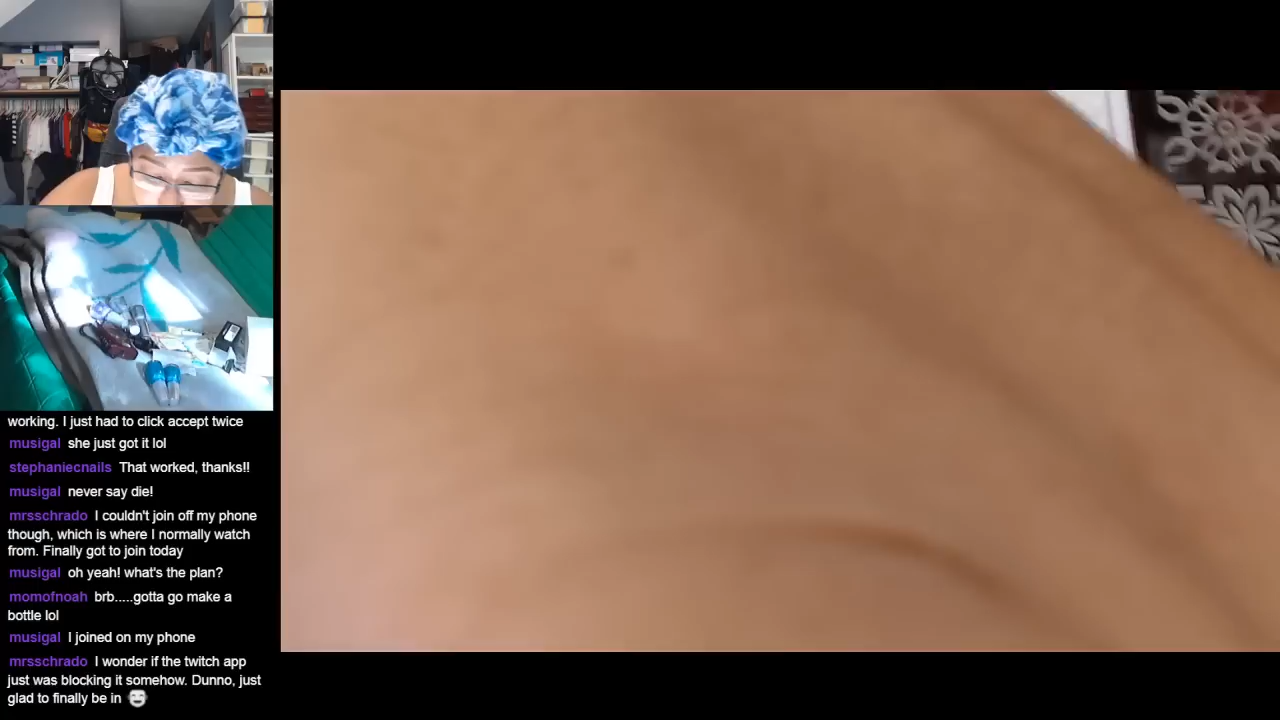 working. I just had to click accept twice
musigal she just got it lol
stephaniecnails That worked, thanks!!
musigal never say die!
mrsschrado I couldn't join off my phone
though, which is where I normally watch
from. Finally got to join today
musigal oh yeah! what's the plan?
momofnoah brb.....gotta go make a
bottle lol
musigal I joined on my phone
mrsschrado I wonder if the twitch app
just was blocking it somehow. Dunno, just
glad to finally be in